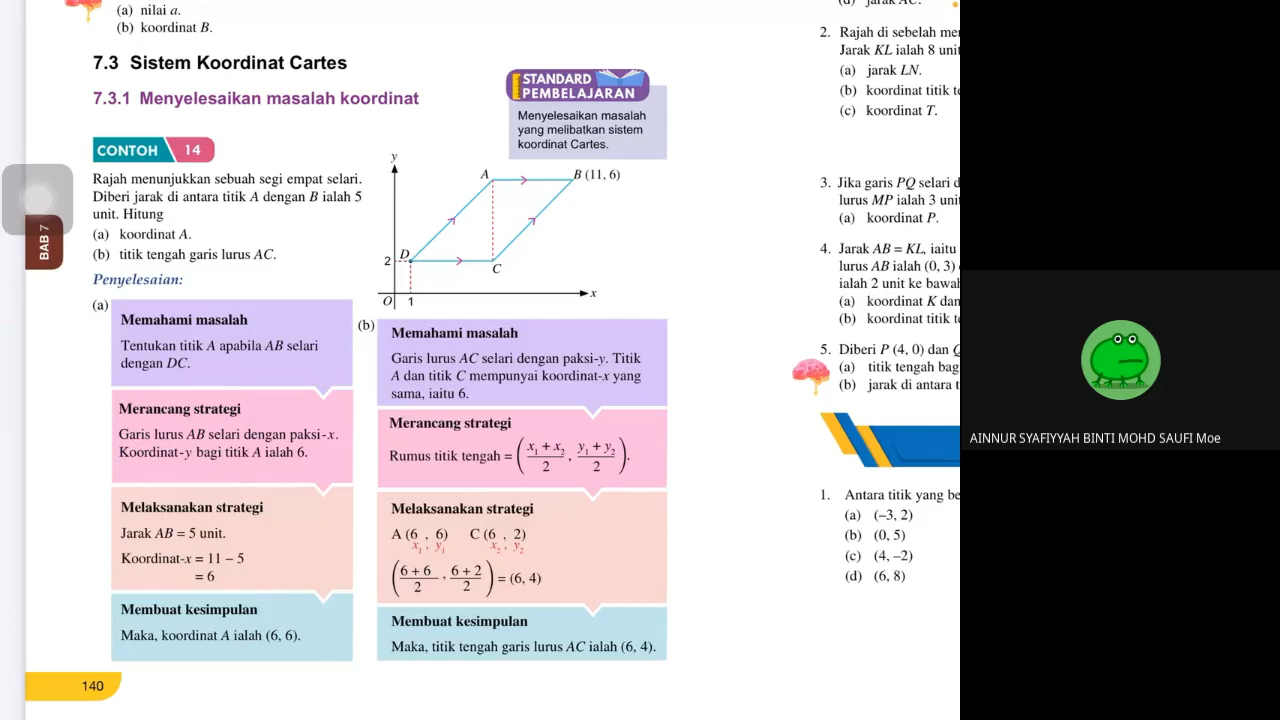 (a) nilai a.
(b) koordinat B.
7.3 Sistem Koordinat Cartes
7.3.1 Menyelesaikan masalah koordinat
STANDARD
PEMBELAJARAN
Menyelesaikan masalah
yang melibatkan sistem
koordinat Cartes.
CONTOH 14
Rajah menunjukkan sebuah segi empat selari.
Diberi jarak di antara titik A dengan B ialah 5
unit. Hitung
(a) koordinat A.
(b) titik tengah garis lurus AC.
Penyelesaian:
BAB 7
y
A
B (11, 6)
D
2
C
O
1
x
(a)
Memahami masalah
Tentukan titik A apabila AB selari
dengan DC.
Merancang strategi
Garis lurus AB selari dengan paksi-x.
Koordinat-y bagi titik A ialah 6.
Melaksanakan strategi
Jarak AB = 5 unit.
Koordinat-x = 11 – 5
= 6
Membuat kesimpulan
Maka, koordinat A ialah (6, 6).
(b)
Memahami masalah
Garis lurus AC selari dengan paksi-y. Titik
A dan titik C mempunyai koordinat-x yang
sama, iaitu 6.
Merancang strategi
Rumus titik tengah = (x₁ + x₂ / 2 , y₁ + y₂ / 2).
Melaksanakan strategi
A (6 , 6) C (6 , 2)
x₁ , y₁ x₂ , y₂
(6 + 6 / 2 , 6 + 2 / 2) = (6, 4)
Membuat kesimpulan
Maka, titik tengah garis lurus AC ialah (6, 4).
140
(d) jarak AC.
2. Rajah di sebelah
Jarak KL ialah 8 unit
(a) jarak LN.
(b) koordinat titik
(c) koordinat T.
3. Jika garis PQ selari
lurus MP ialah 3 unit
(a) koordinat P.
4. Jarak AB = KL, iaitu
lurus AB ialah (0, 3)
ialah 2 unit ke bawah
(a) koordinat K dan
(b) koordinat titik
5. Diberi P (4, 0) dan
(a) titik tengah
(b) jarak di antara
1. Antara titik yang
(a) (–3, 2)
(b) (0, 5)
(c) (4, –2)
(d) (6, 8)
AINNUR SYAFIYYAH BINTI MOHD SAUFI Moe